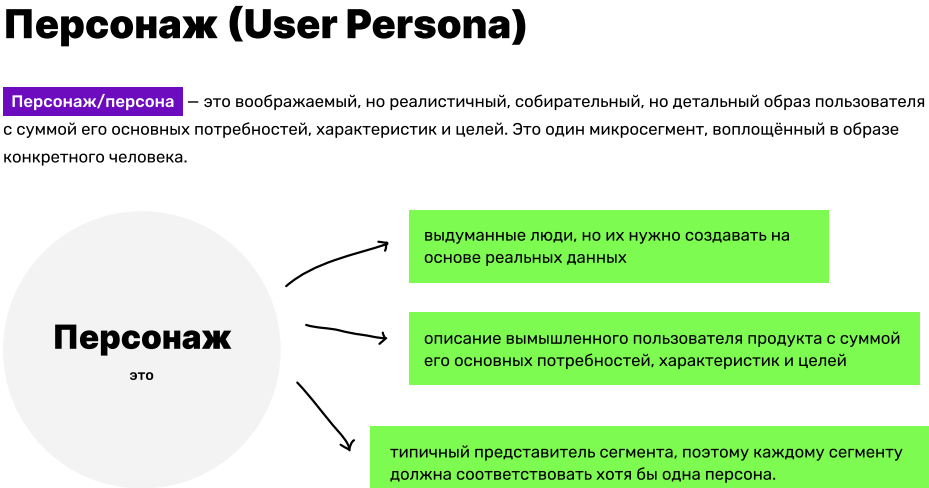 Персонаж (User Persona)
Персонаж/персона — это воображаемый, но реалистичный, собирательный, но детальный образ пользователя
с суммой его основных потребностей, характеристик и целей. Это один микросегмент, воплощённый в образе
конкретного человека.
выдуманные люди, но их нужно создавать на
основе реальных данных
Персонаж
это
описание вымышленного пользователя продукта с суммой
его основных потребностей, характеристик и целей
типичный представитель сегмента, поэтому каждому сегменту
должна соответствовать хотя бы одна персона.